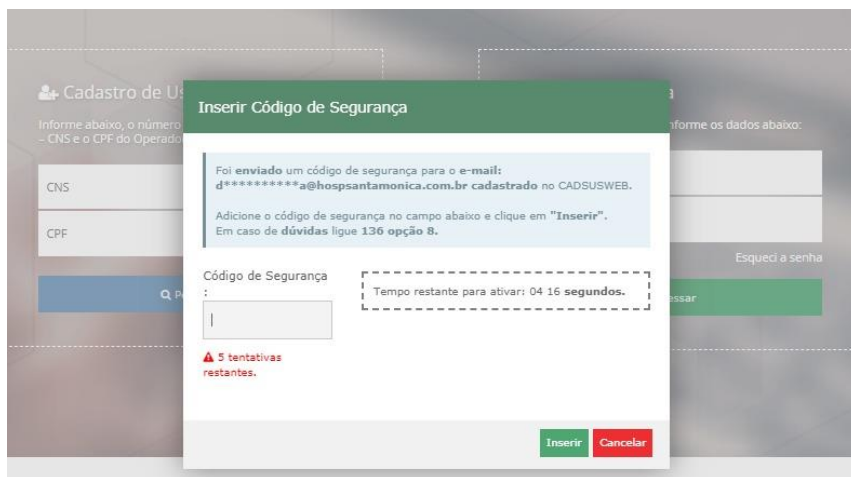 Cadastro de Us
Informe abaixo, o número
– CNS e o CPF do Operado
CNS
CPF
nforme os dados abaixo:
Esqueci a senha
essar
Inserir Código de Segurança
Foi enviado um código de segurança para o e-mail:
d**********a@hospsantamonica.com.br cadastrado no CADSUSWEB.
Adicione o código de segurança no campo abaixo e clique em "Inserir".
Em caso de dúvidas ligue 136 opção 8.
Código de Segurança
:
Tempo restante para ativar: 04 16 segundos.
5 tentativas
restantes.
Inserir Cancelar